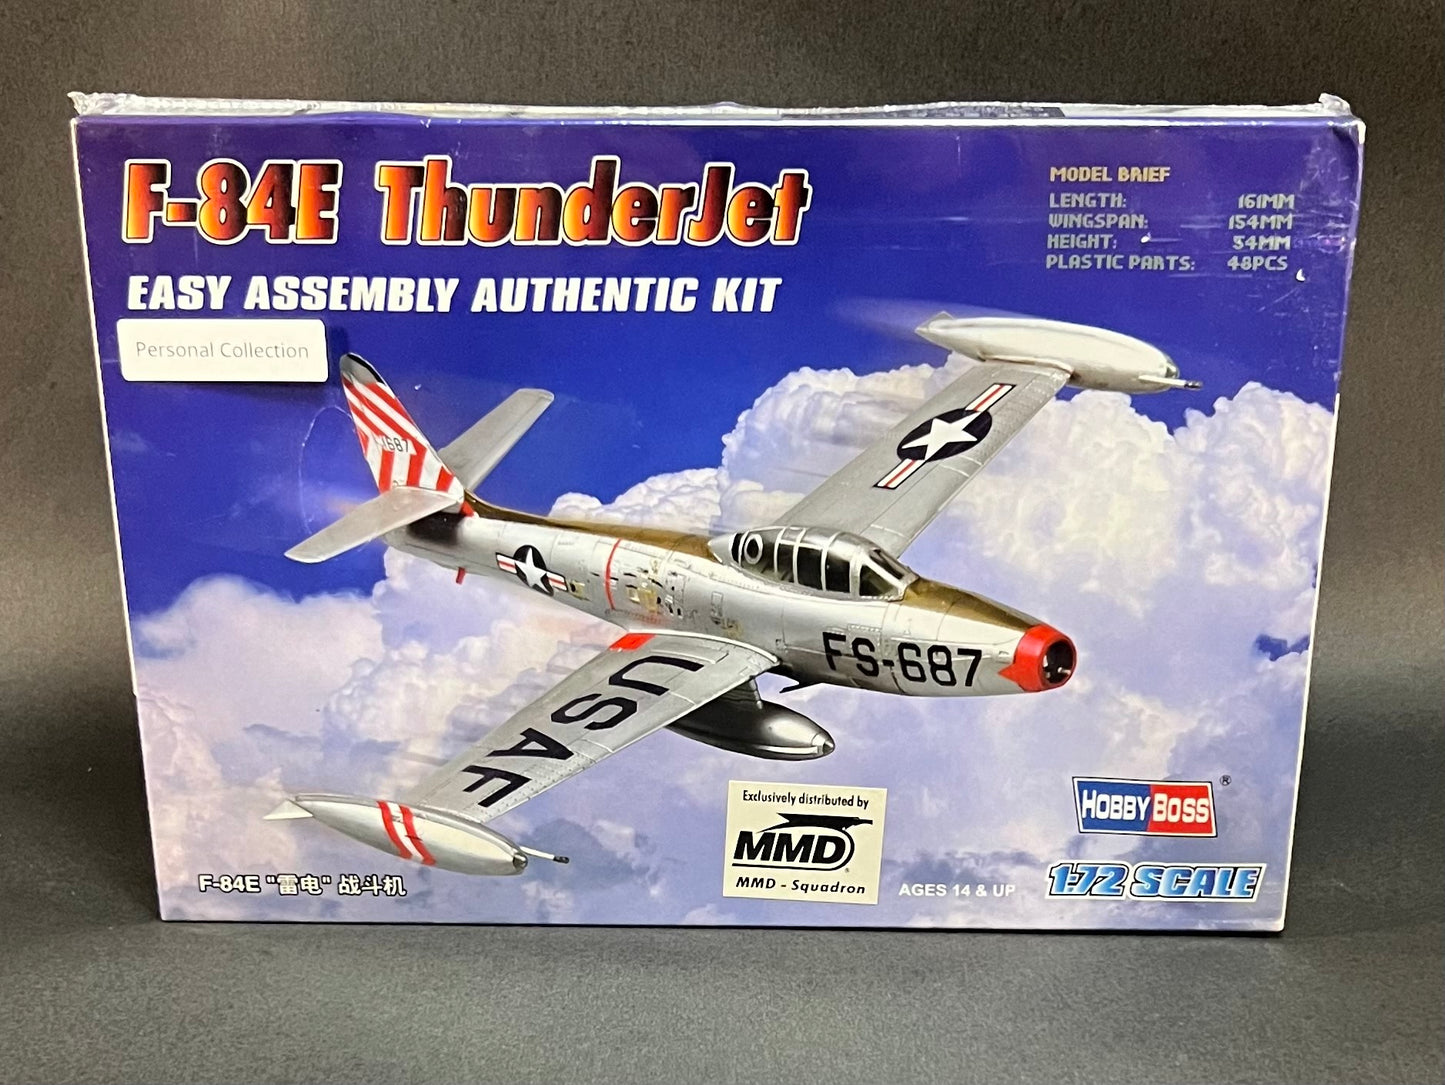 F-84E ThunderJet
EASY ASSEMBLY AUTHENTIC KIT
Personal Collection
MODEL BRIEF
LENGTH: 161MM
WINGSPAN: 154MM
HEIGHT: 54MM
PLASTIC PARTS: 48PCS
1687
FS-687
USAF
Exclusively distributed by
MMD
MMD - Squadron
HOBBY BOSS ®
F-84E "雷电" 战斗机
AGES 14 & UP
1:72 SCALE